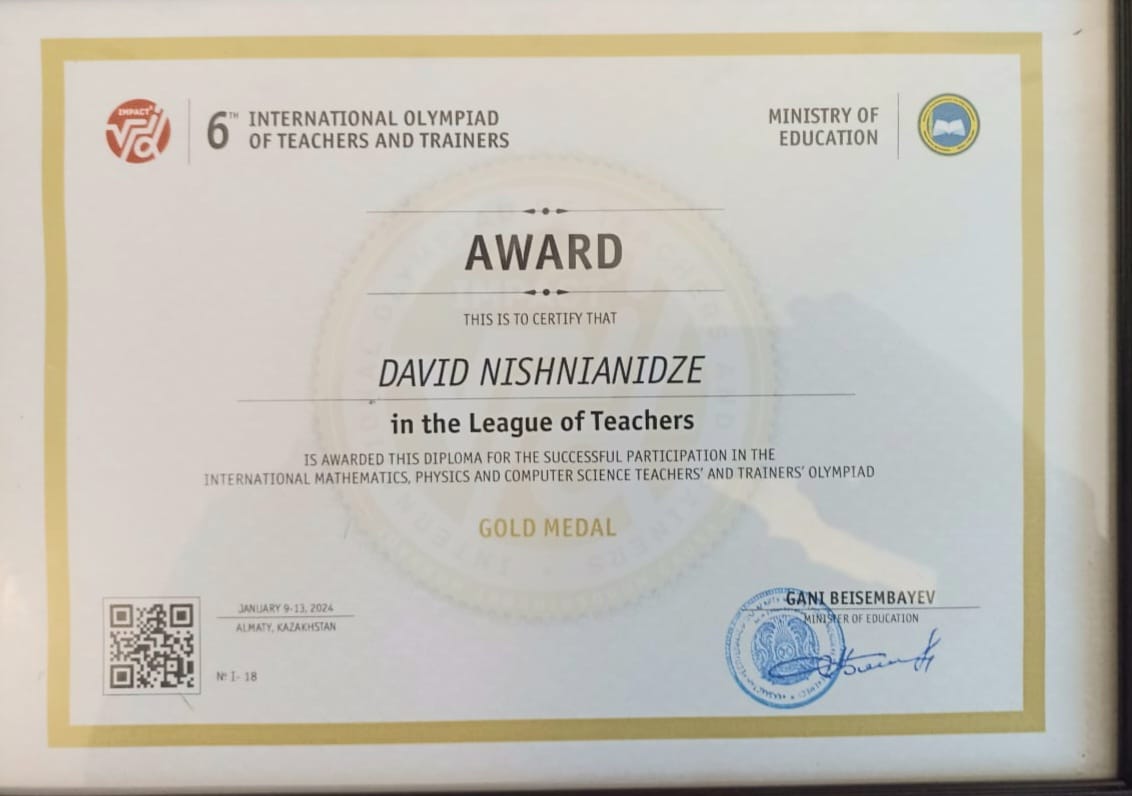 IMPACT
6TH INTERNATIONAL OLYMPIAD
OF TEACHERS AND TRAINERS
MINISTRY OF
EDUCATION
AWARD
THIS IS TO CERTIFY THAT
DAVID NISHNIANIDZE
in the League of Teachers
IS AWARDED THIS DIPLOMA FOR THE SUCCESSFUL PARTICIPATION IN THE
INTERNATIONAL MATHEMATICS, PHYSICS AND COMPUTER SCIENCE TEACHERS' AND TRAINERS' OLYMPIAD
GOLD MEDAL
JANUARY 9-13, 2024
ALMATY, KAZAKHSTAN
№ I- 18
GANI BEISEMBAYEV
MINISTER OF EDUCATION